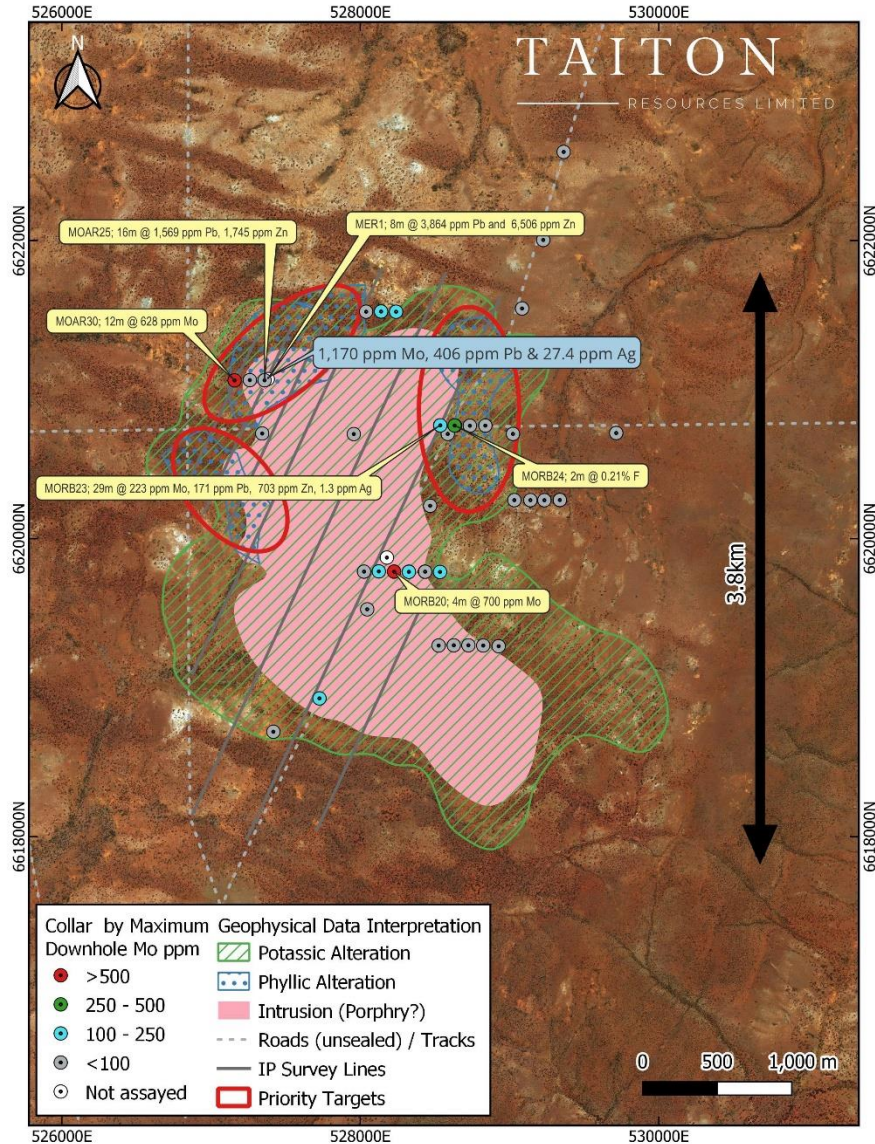 526000E
528000E
530000E
N
TAITON
RESOURCES LIMITED
6622000N
6622000N
MOAR25; 16m @ 1,569 ppm Pb, 1,745 ppm Zn
MER1; 8m @ 3,864 ppm Pb and 6,506 ppm Zn
MOAR30; 12m @ 628 ppm Mo
1,170 ppm Mo, 406 ppm Pb & 27.4 ppm Ag
MORB23; 29m @ 223 ppm Mo, 171 ppm Pb, 703 ppm Zn, 1.3 ppm Ag
MORB24; 2m @ 0.21% F
6620000N
6620000N
MORB20; 4m @ 700 ppm Mo
3.8km
6618000N
6618000N
Collar by Maximum
Downhole Mo ppm
>500
250 - 500
100 - 250
<100
Not assayed
Geophysical Data Interpretation
Potassic Alteration
Phyllic Alteration
Intrusion (Porphry?)
Roads (unsealed) / Tracks
IP Survey Lines
Priority Targets
0 500 1,000 m
526000E
528000E
530000E